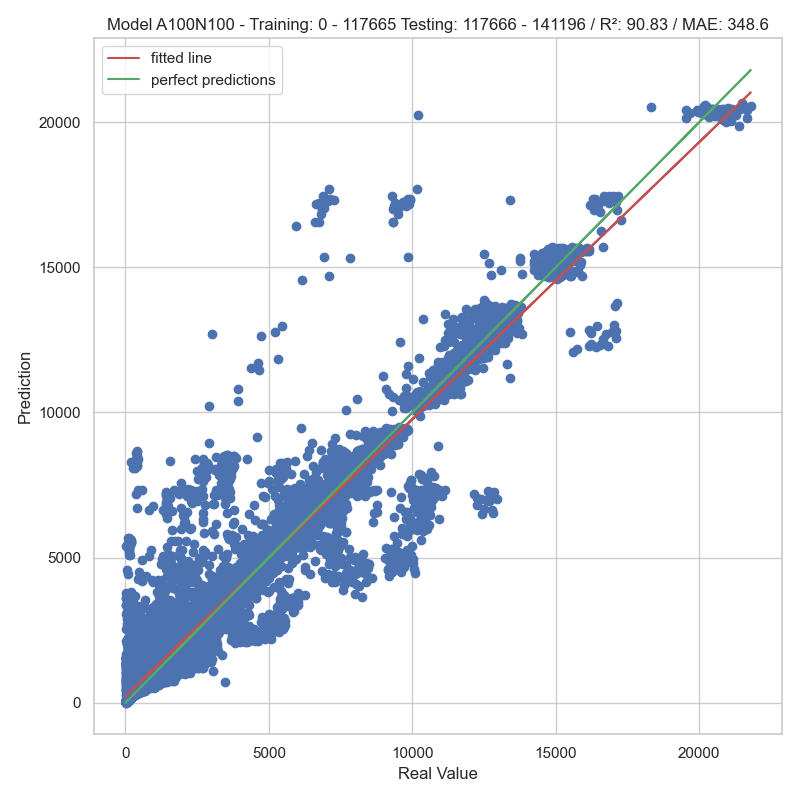 Model A100N100 - Training: 0 - 117665 Testing: 117666 - 141196 / R²: 90.83 / MAE: 348.6
fitted line
perfect predictions
20000
15000
10000
5000
0
Prediction
0 5000 10000 15000 20000
Real Value